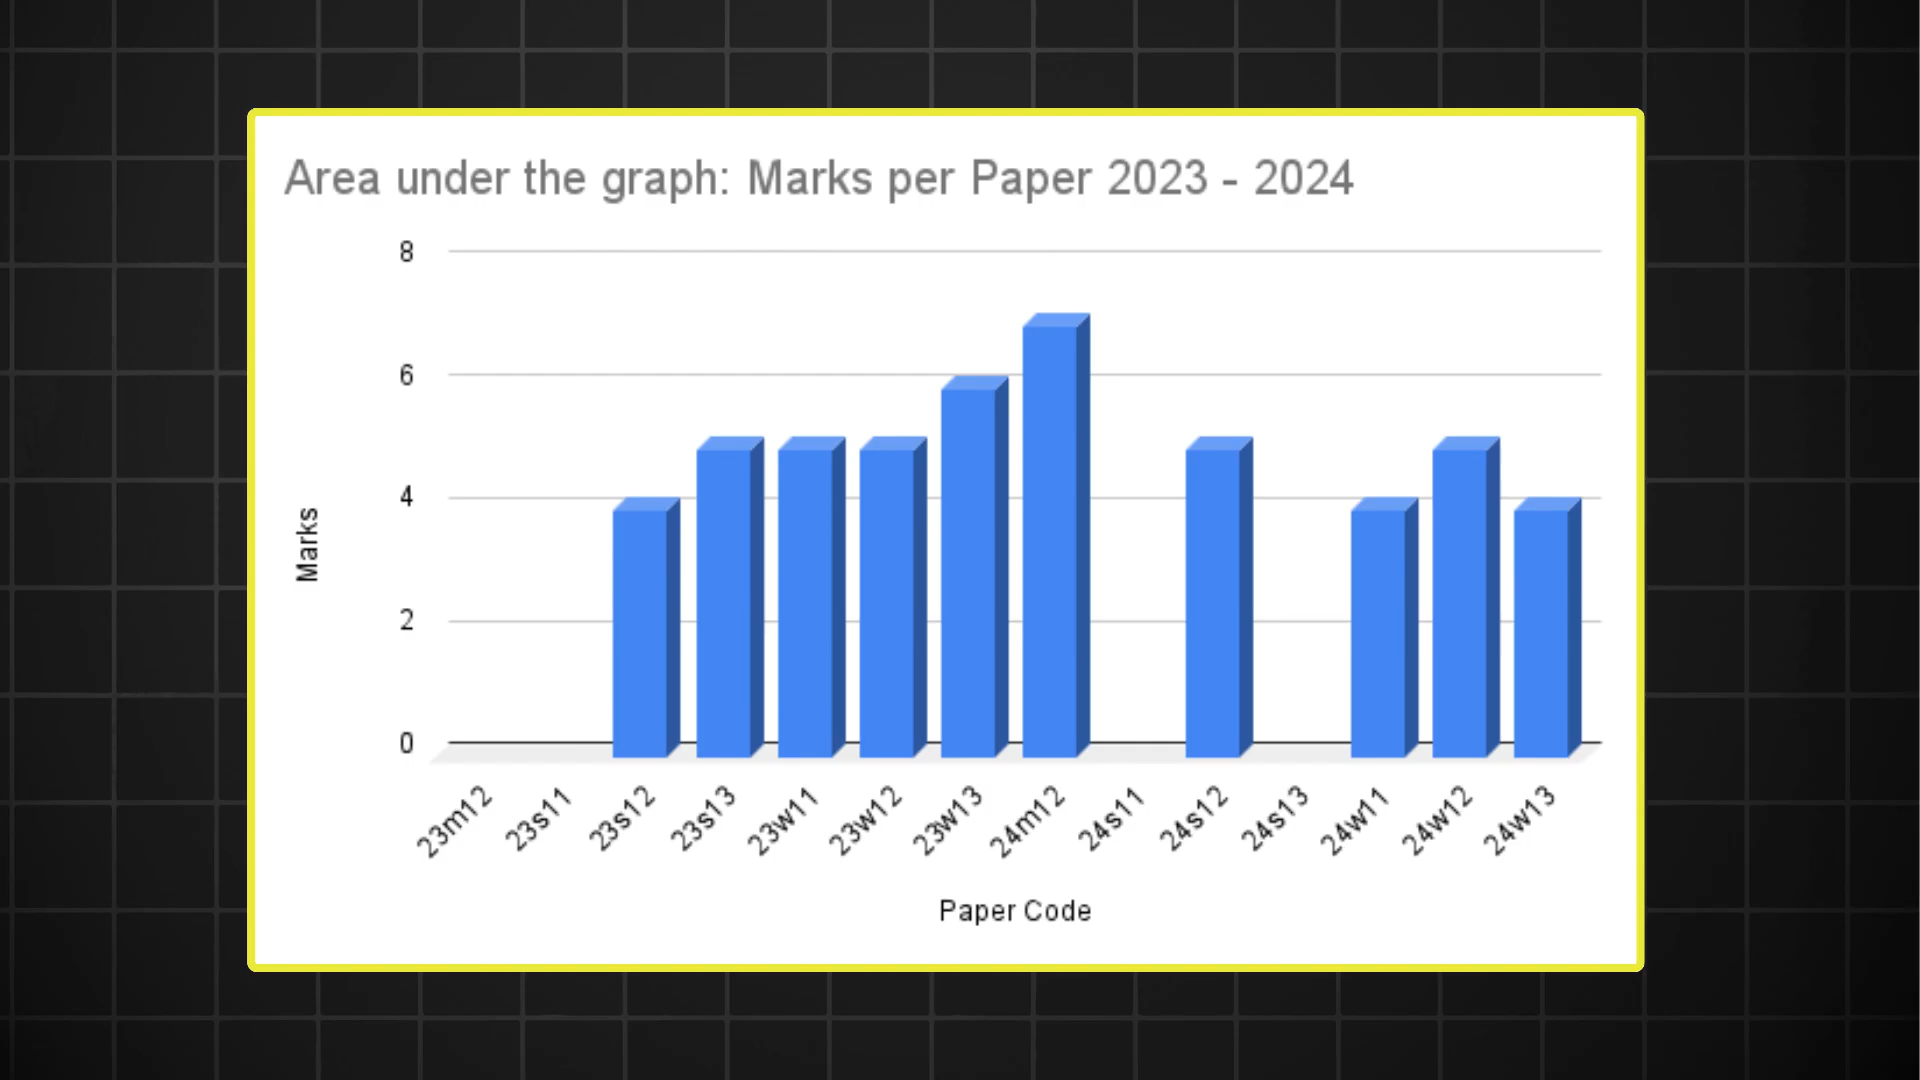 Area under the graph: Marks per Paper 2023 - 2024
8
6
4
2
0
Marks
23m12
23s11
23s12
23s13
23w11
23w12
23w13
24m12
24s11
24s12
24s13
24w11
24w12
24w13
Paper Code